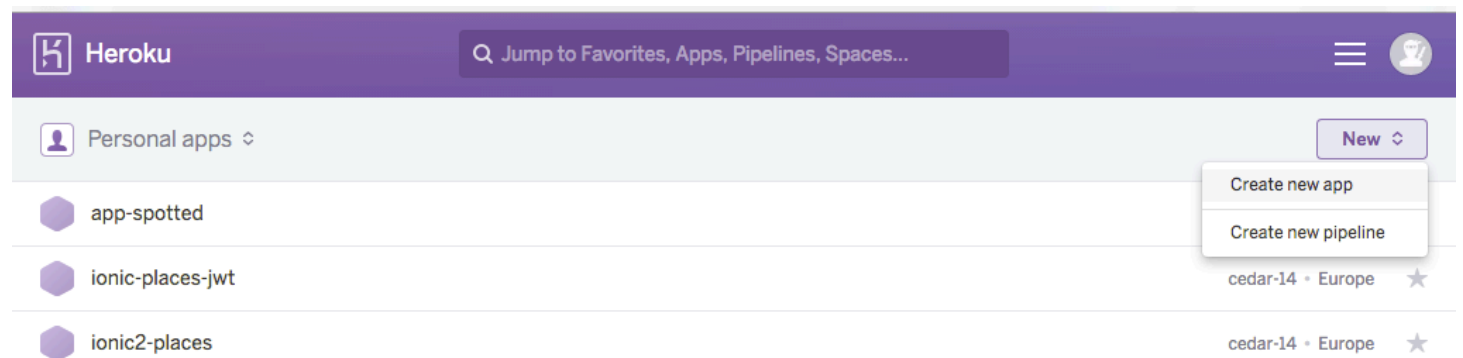 Heroku
Jump to Favorites, Apps, Pipelines, Spaces...
Personal apps
New
Create new app
app-spotted
Create new pipeline
ionic-places-jwt
cedar-14 • Europe
ionic2-places
cedar-14 • Europe